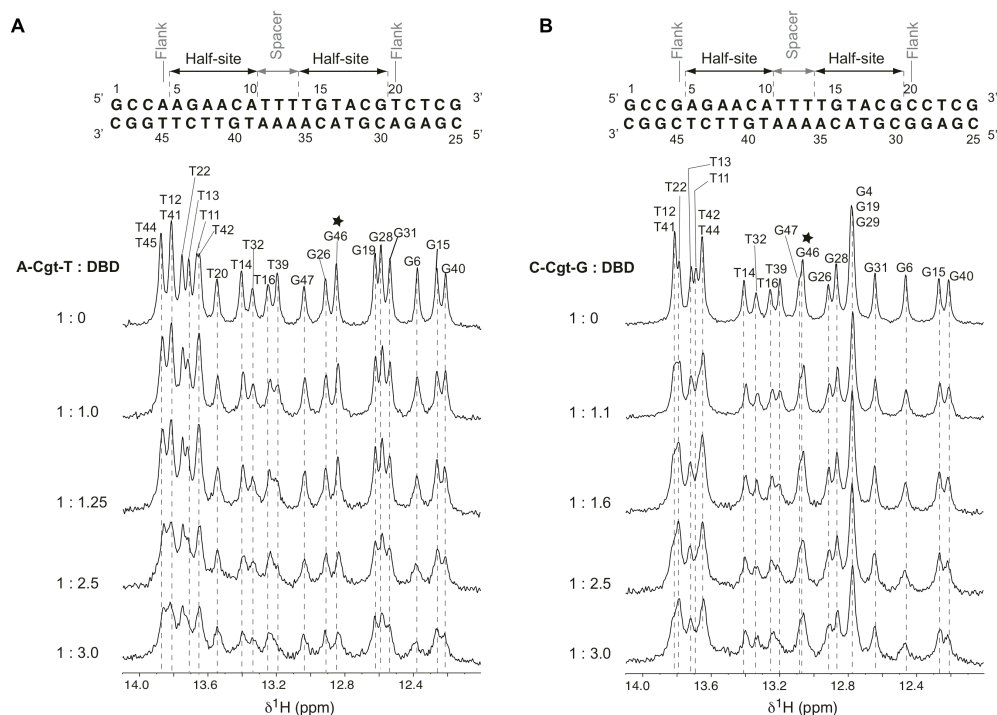 A
Flank
Half-site
Spacer
Half-site
Flank
1 5 10 15 20
5' G C C A A G A A C A T T T T G T A C G T C T C G 3'
3' C G G T T C T T G T A A A A C A T G C A G A G C 5'
45 40 35 30 25
T22
T12
T13
T41
T11
T44
T42
T45
T20
T14
T32
T16
T39
G47
G26
G46
★
G19
G28
G31
G6
G15
G40
A-Cgt-T : DBD
1 : 0
1 : 1.0
1 : 1.25
1 : 2.5
1 : 3.0
14.0 13.6 13.2 12.8 12.4
δ1H (ppm)
B
Flank
Half-site
Spacer
Half-site
Flank
1 5 10 15 20
5' G C C G A G A A C A T T T T G T A C G C C T C G 3'
3' C G G C T C T T G T A A A A C A T G C G G A G C 5'
45 40 35 30 25
T13
T22
T11
T12
T42
T41
T44
T14
T32
T16
T39
G47
★
G46
G26
G28
G4
G19
G29
G31
G6
G15
G40
C-Cgt-G : DBD
1 : 0
1 : 1.1
1 : 1.6
1 : 2.5
1 : 3.0
14.0 13.6 13.2 12.8 12.4
δ1H (ppm)